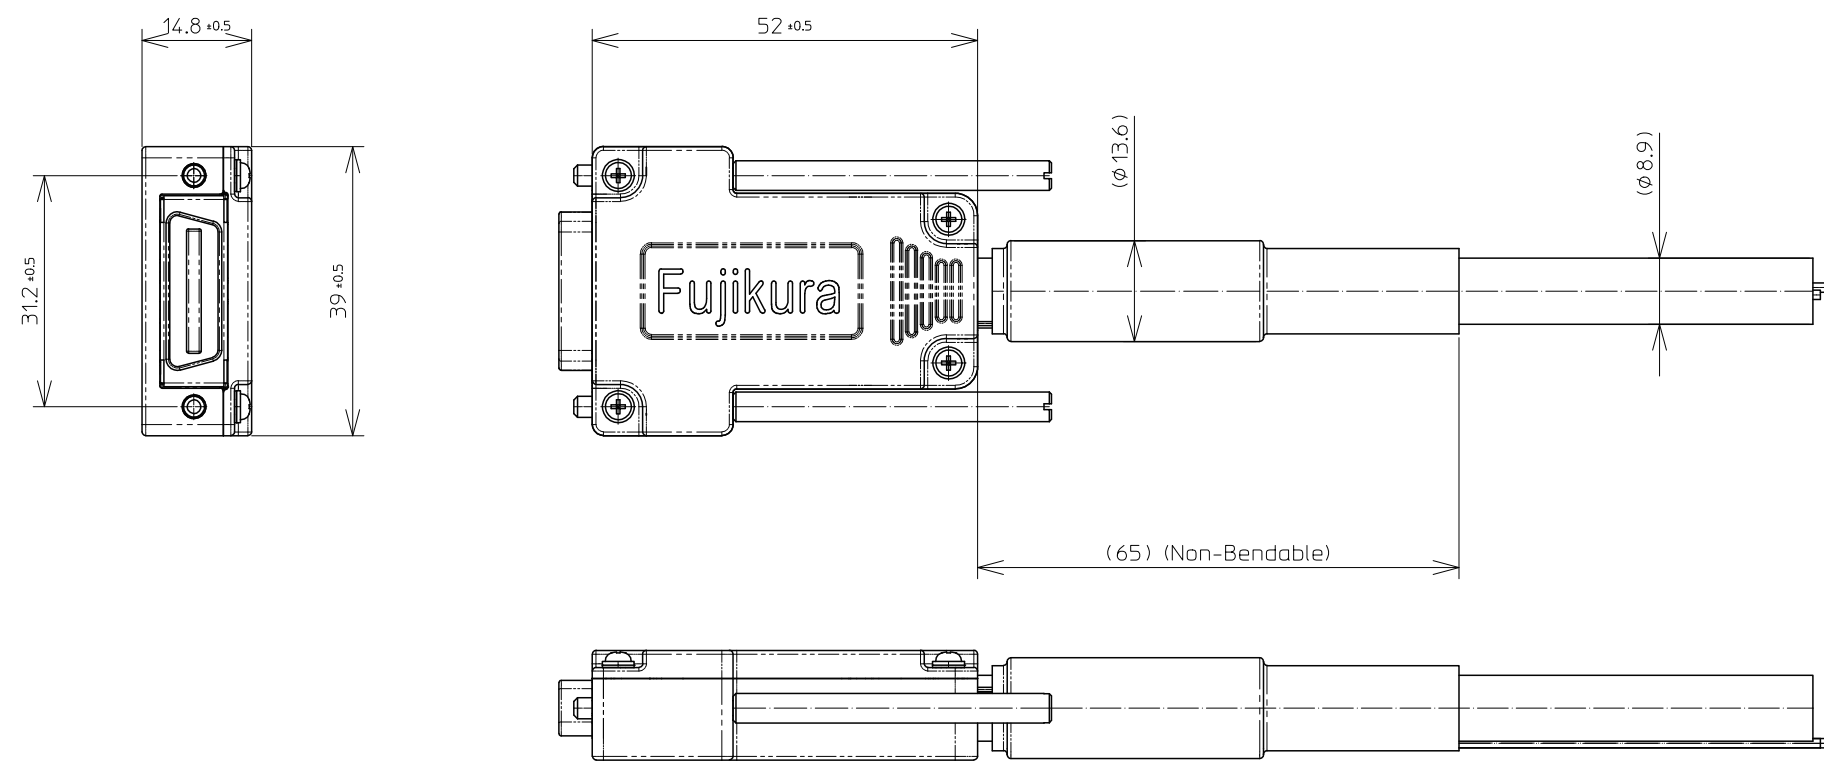 14.8 ±0.5
52 ±0.5
(φ13.6)
(φ8.9)
31.2 ±0.5
39 ±0.5
Fujikura
(65) (Non-Bendable)